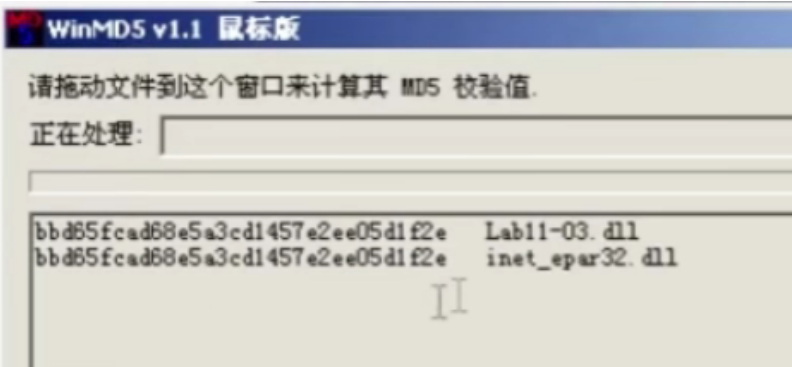 MD5
WinMD5 v1.1 鼠标版
请拖动文件到这个窗口来计算其 MD5 校验值.
正在处理:
bbd65fcad68e5a3cd1457e2ee05d1f2e Lab11-03.dll
bbd65fcad68e5a3cd1457e2ee05d1f2e inet_epar32.dll